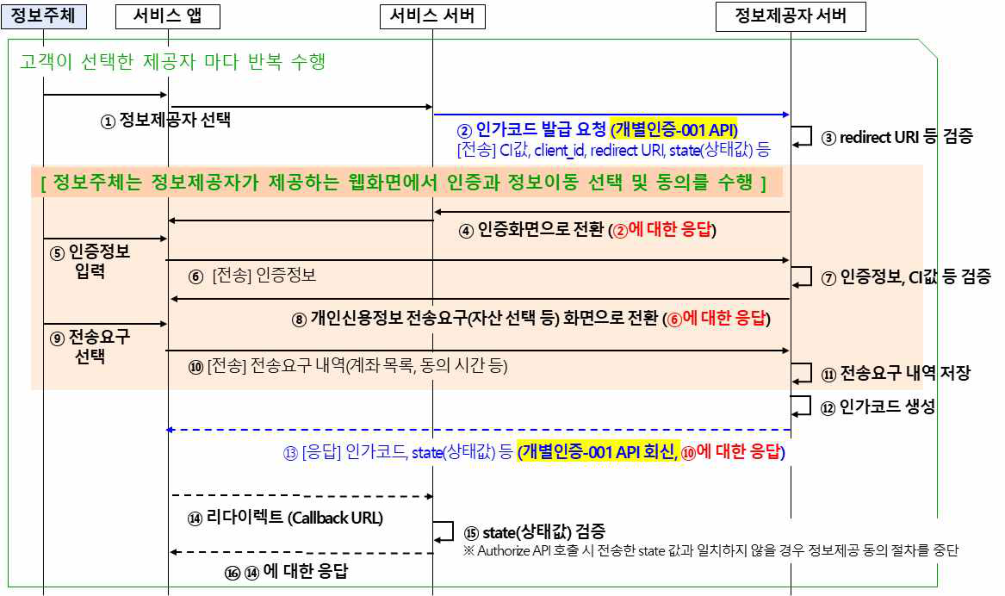 정보주체
서비스 앱
서비스 서버
정보제공자 서버
고객이 선택한 제공자 마다 반복 수행
① 정보제공자 선택
② 인가코드 발급 요청 (개별인증-001 API)
[전송] CI값, client_id, redirect URI, state(상태값) 등
③ redirect URI 등 검증
[ 정보주체는 정보제공자가 제공하는 웹화면에서 인증과 정보이동 선택 및 동의를 수행 ]
④ 인증화면으로 전환 (②에 대한 응답)
⑤ 인증정보
입력
⑥ [전송] 인증정보
⑦ 인증정보, CI값 등 검증
⑧ 개인신용정보 전송요구(자산 선택 등) 화면으로 전환 (⑥에 대한 응답)
⑨ 전송요구
선택
⑩ [전송] 전송요구 내역(계좌 목록, 동의 시간 등)
⑪ 전송요구 내역 저장
⑫ 인가코드 생성
⑬ [응답] 인가코드, state(상태값) 등 (개별인증-001 API 회신, ⑩에 대한 응답)
⑭ 리다이렉트 (Callback URL)
⑮ state(상태값) 검증
※ Authorize API 호출 시 전송한 state 값과 일치하지 않을 경우 정보제공 동의 절차를 중단
⑯ ⑭ 에 대한 응답